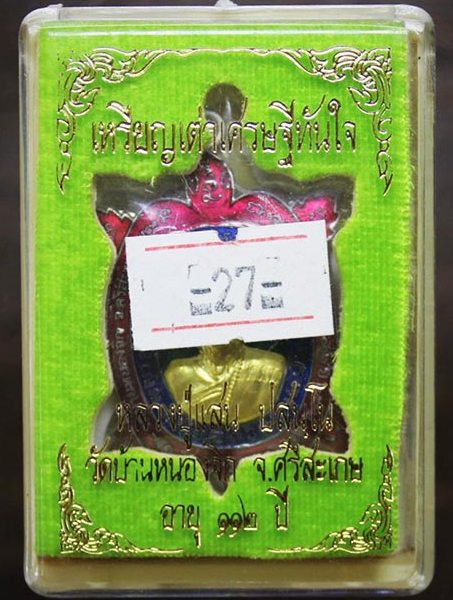 เหรียญเต่าเศรษฐีทันใจ
=27=
หลวงปู่แสน ปสนฺโน
วัดบ้านหนองจิก จ.ศรีสะเกษ
อายุ ๑๑๒ ปี